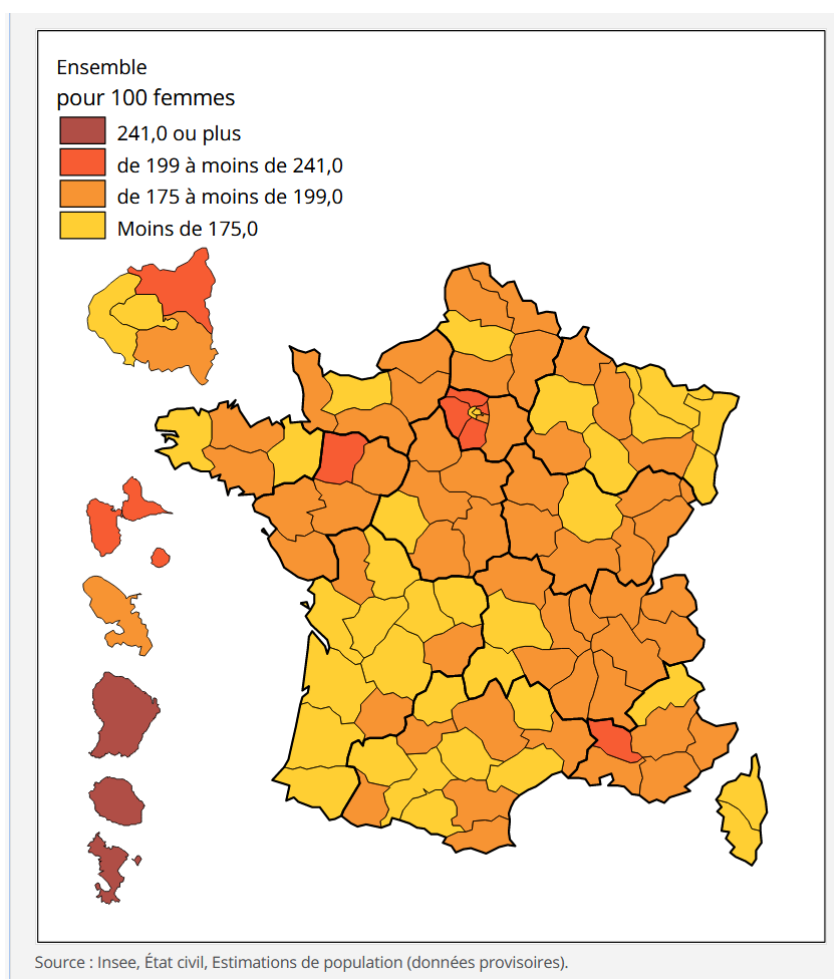 Ensemble
pour 100 femmes
241,0 ou plus
de 199 à moins de 241,0
de 175 à moins de 199,0
Moins de 175,0
Source : Insee, État civil, Estimations de population (données provisoires).